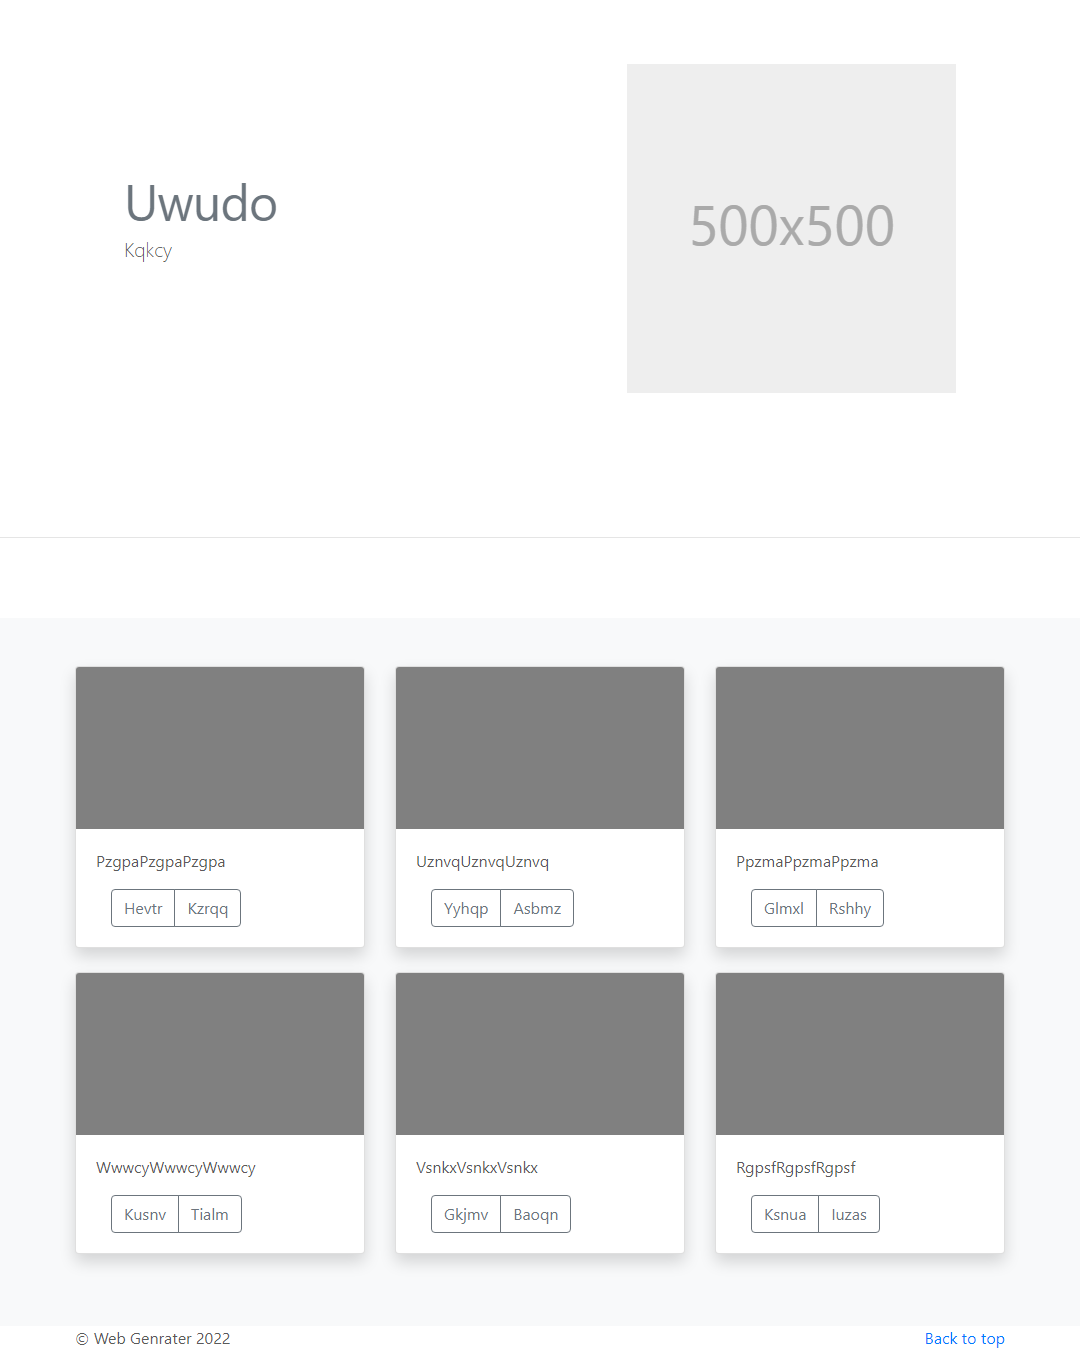 Uwudo
Kqkcy
500x500
PzgpaPzgpaPzgpa
Hevtr Kzrqq
UznvqUznvqUznvq
Yyhqp Asbmz
PpzmaPpzmaPpzma
Glmxl Rshhy
WwwcyWwwcyWwwcy
Kusnv Tialm
VsnkxVsnkxVsnkx
Gkjmv Baoqn
RgpsfRgpsfRgpsf
Ksnua Iuzas
© Web Genrater 2022
Back to top